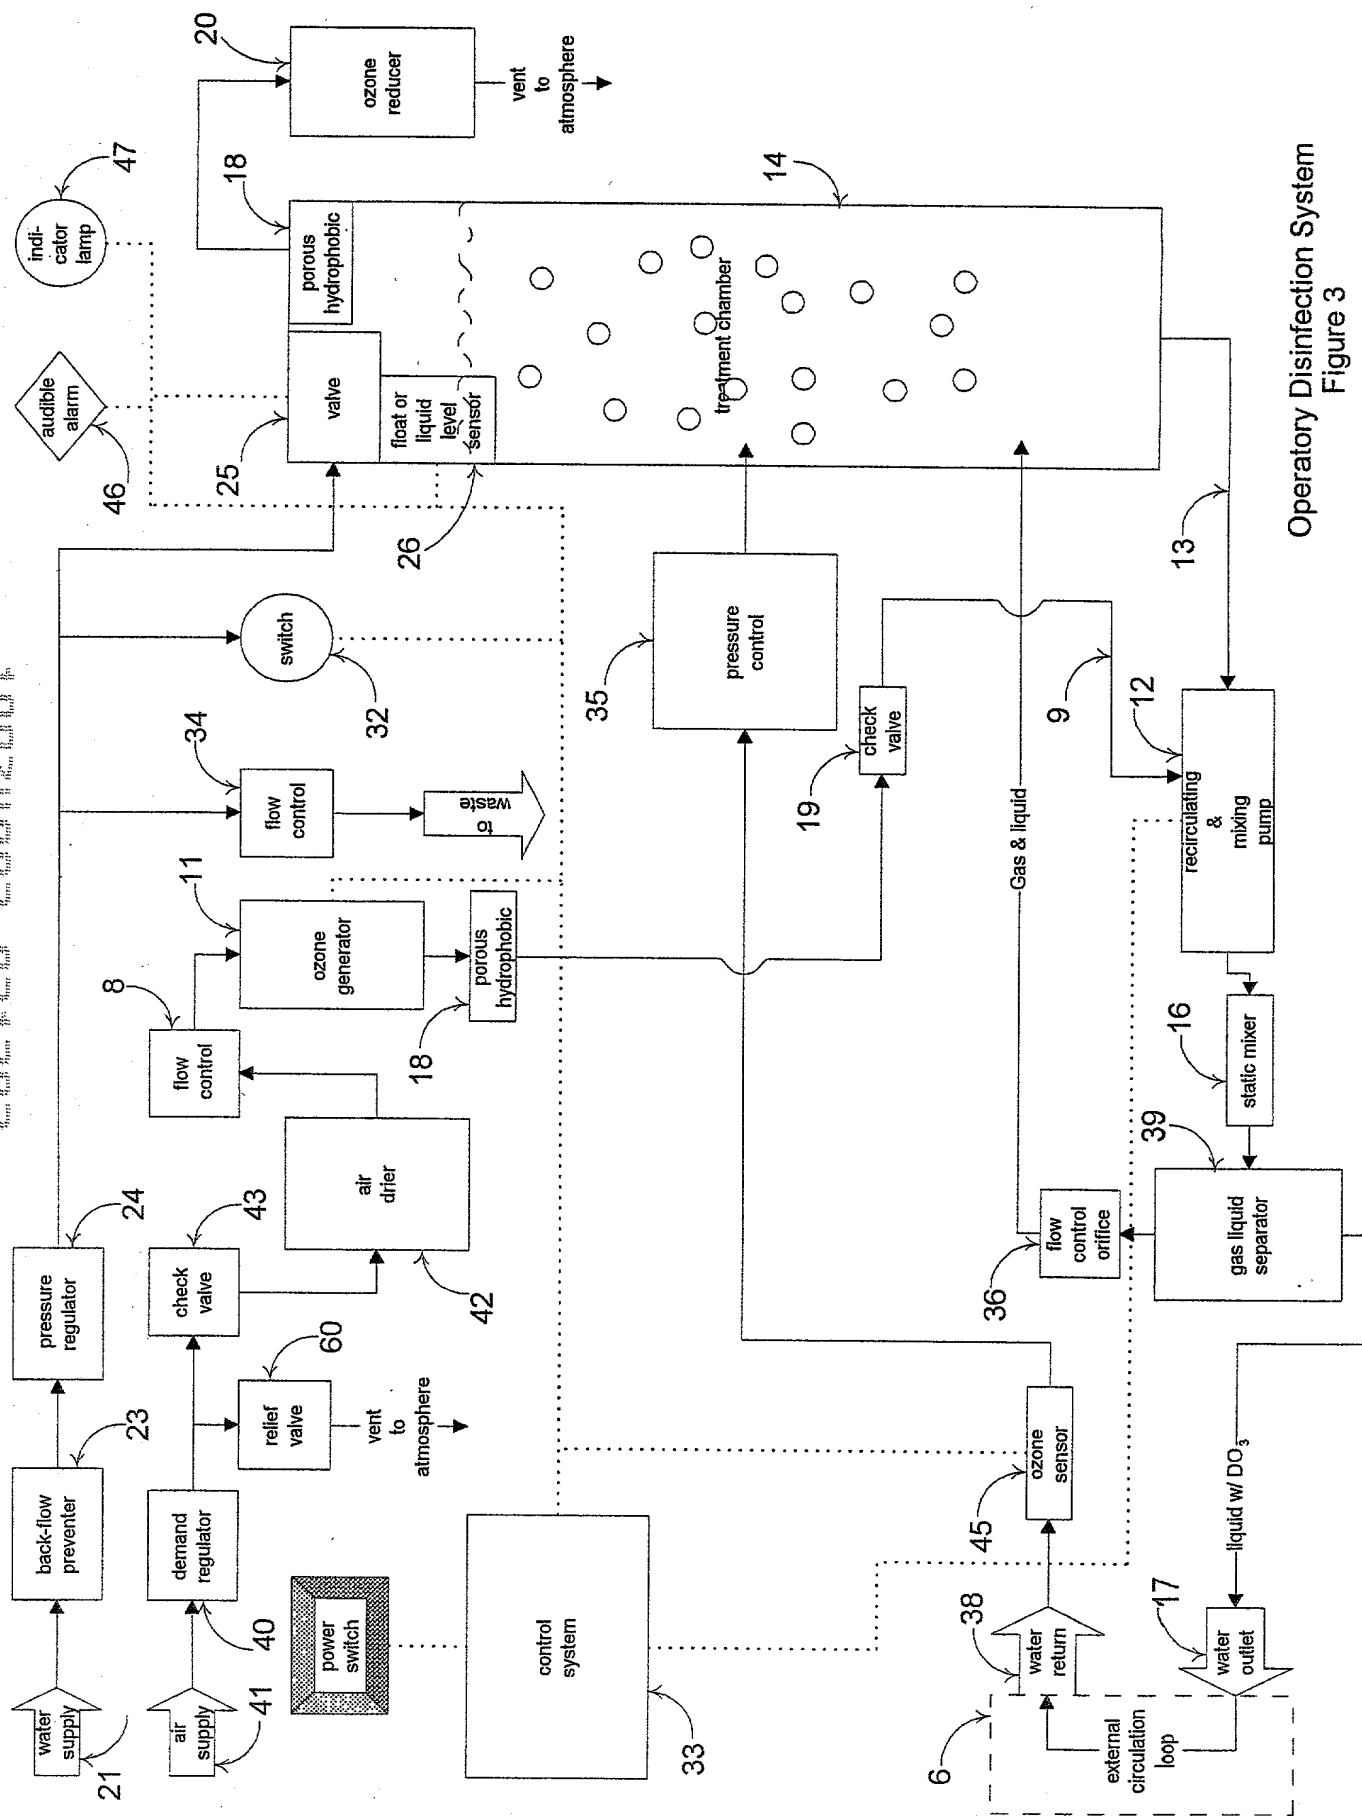 water
supply
21
back-flow
preventer
23
pressure
regulator
24
air
supply
41
demand
regulator
40
check
valve
43
relief
valve
60
vent
to
atmosphere
air
drier
42
flow
control
8
ozone
generator
11
porous
hydrophobic
18
flow
control
34
to
waste
switch
32
audible
alarm
46
indi-
cator
lamp
47
valve
25
float or
liquid
level
sensor
26
porous
hydrophobic
18
ozone
reducer
20
vent
to
atmosphere
treatment chamber
14
power
switch
control
system
33
pressure
control
35
check
valve
19
9
Gas & liquid
13
recirculating
&
mixing
pump
12
static mixer
16
gas liquid
separator
39
flow
control
orifice
36
ozone
sensor
45
water
return
38
liquid w/ DO3
water
outlet
17
external
circulation
loop
6
Operatory Disinfection System
Figure 3